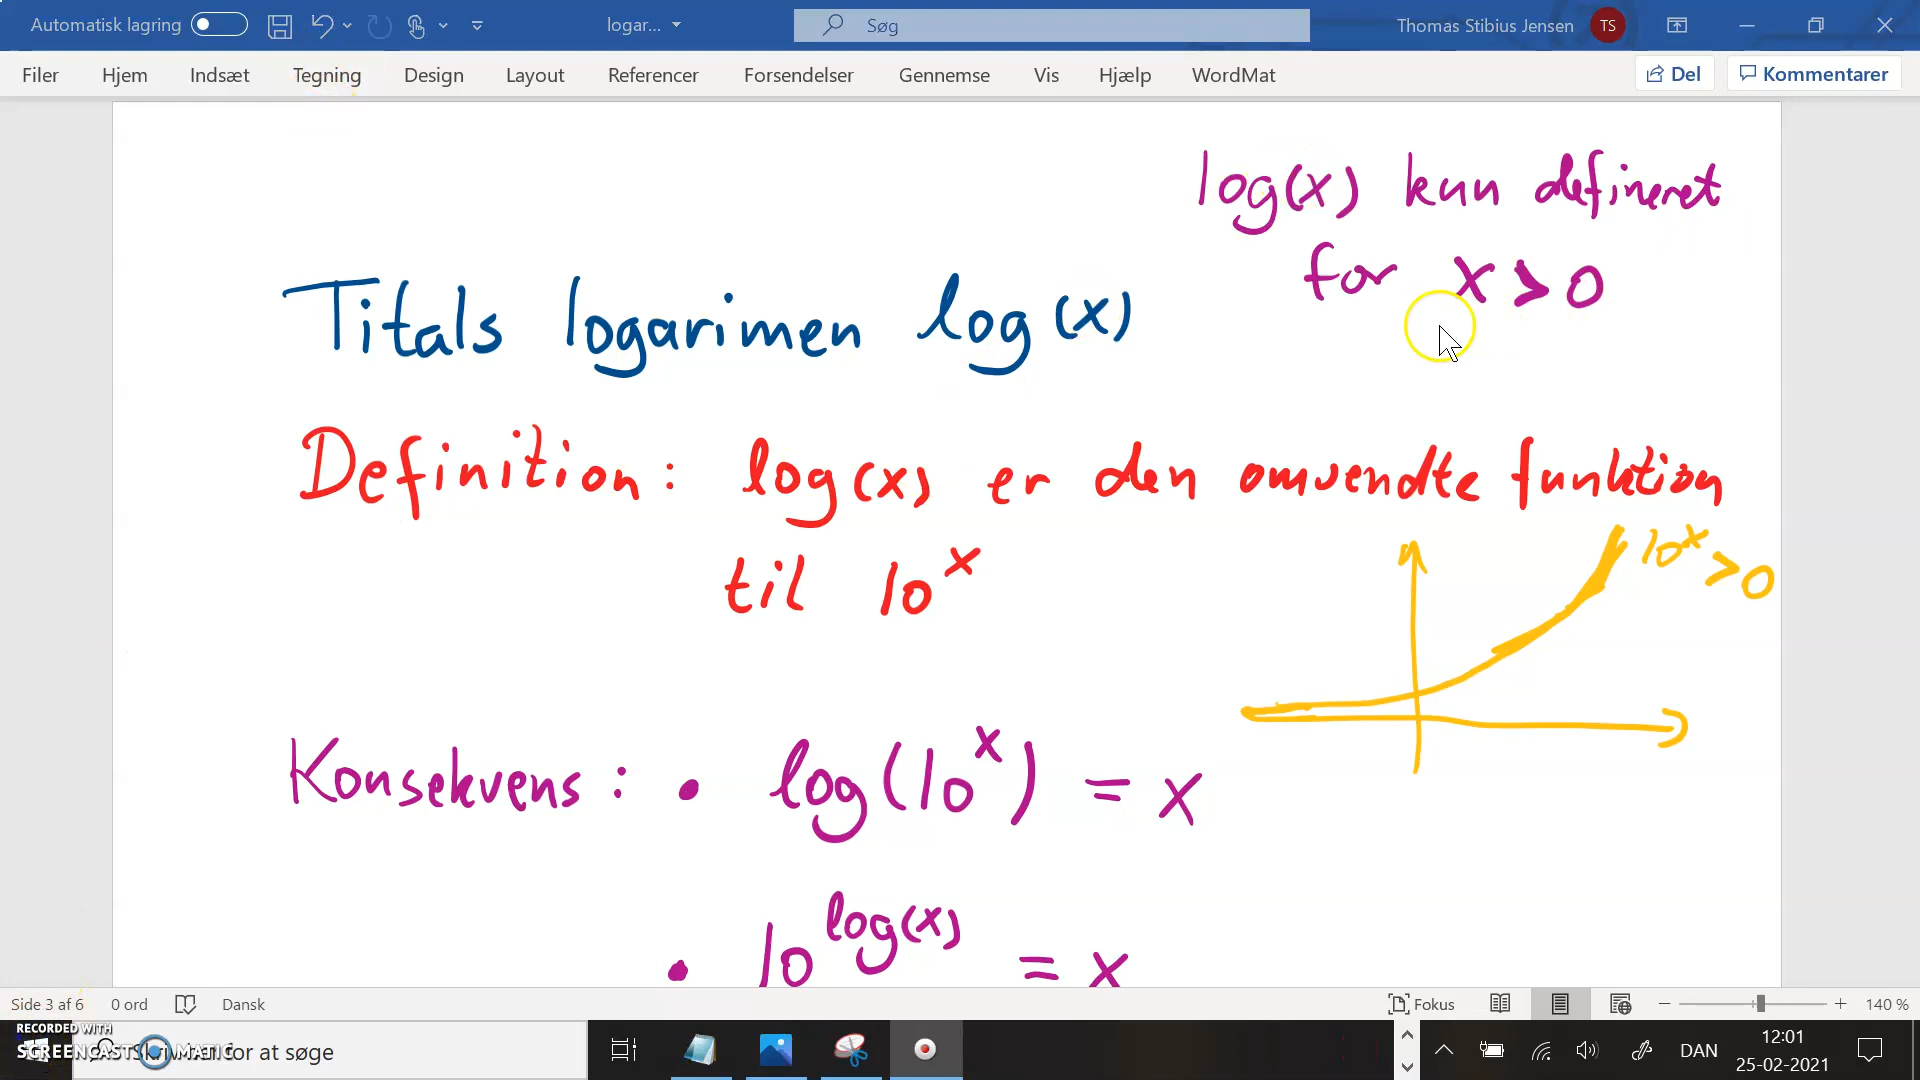 Automatisk lagring
logar...
Søg
Thomas Stibius Jensen
TS
Filer Hjem Indsæt Tegning Design Layout Referencer Forsendelser Gennemse Vis Hjælp WordMat
Del
Kommentarer
log(x) kun defineret
for x > 0
Titals logarimen log(x)
Definition: log(x) er den omvendte funktion
til 10^x
10^x > 0
Konsekvens: • log(10^x) = x
• 10^log(x) = x
Side 3 af 6 0 ord Dansk
Fokus
140 %
RECORDED WITH
SCREENCAST MATIC
for at søge
DAN
12:01
25-02-2021